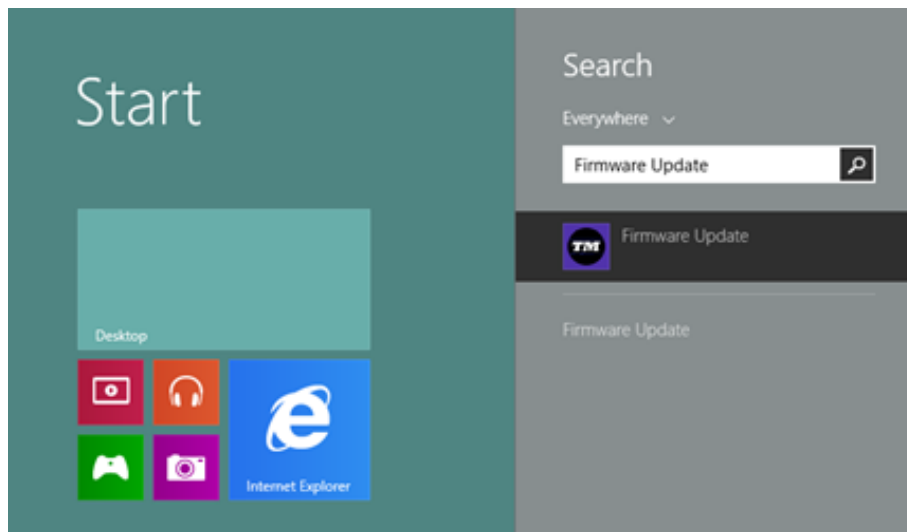 Start
Desktop
Internet Explorer
Search
Everywhere
Firmware Update
TM
Firmware Update
Firmware Update